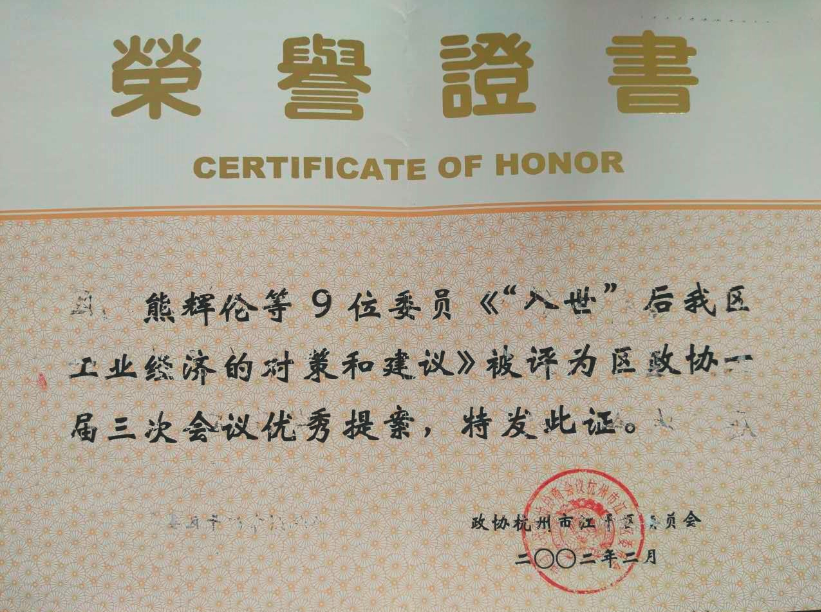 榮譽證書
CERTIFICATE OF HONOR
熊辉伦等9位委员《“入世”后我区
工业经济的对策和建议》被评为区政协一
届三次会议优秀提案，特发此证。
政协杭州市江干区委员会
二〇〇二年二月